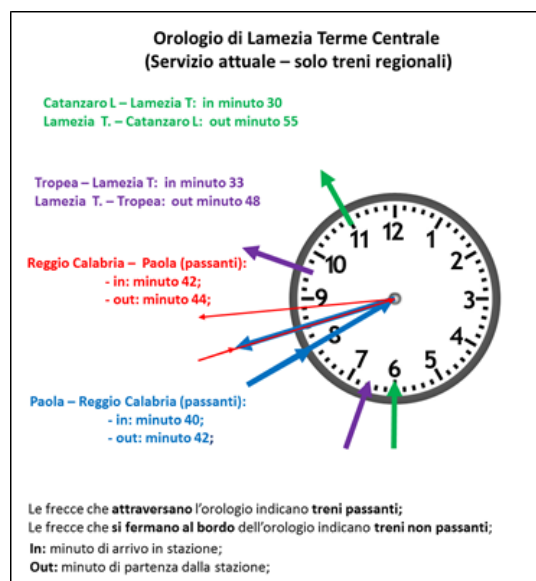 Orologio di Lamezia Terme Centrale
(Servizio attuale – solo treni regionali)
Catanzaro L – Lamezia T: in minuto 30
Lamezia T. – Catanzaro L: out minuto 55
Tropea – Lamezia T: in minuto 33
Lamezia T. – Tropea: out minuto 48
Reggio Calabria – Paola (passanti):
- in: minuto 42;
- out: minuto 44;
Paola – Reggio Calabria (passanti):
- in: minuto 40;
- out: minuto 42;
12
11
1
10
2
9
3
8
4
7
5
6
Le frecce che attraversano l'orologio indicano treni passanti;
Le frecce che si fermano al bordo dell'orologio indicano treni non passanti;
In: minuto di arrivo in stazione;
Out: minuto di partenza dalla stazione;